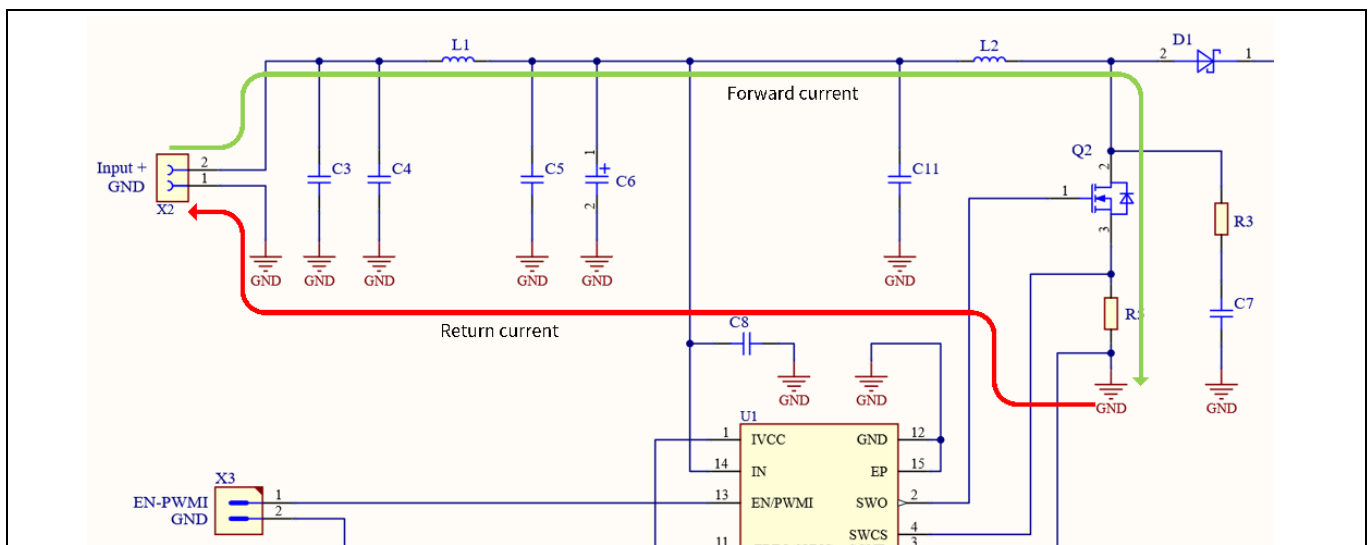 L1
L2
D1
2
1
Forward current
Q2
2
Input +
2
GND
1
X2
C3
C4
C5
1
+
C6
2
C11
1
3
R3
GND
GND
GND
GND
GND
GND
Return current
C8
R5
C7
GND
GND
GND
GND
U1
1
IVCC
GND
12
14
IN
EP
15
X3
EN-PWMI
1
13
EN/PWMI
SWO
2
GND
2
SWCS
4
11
3